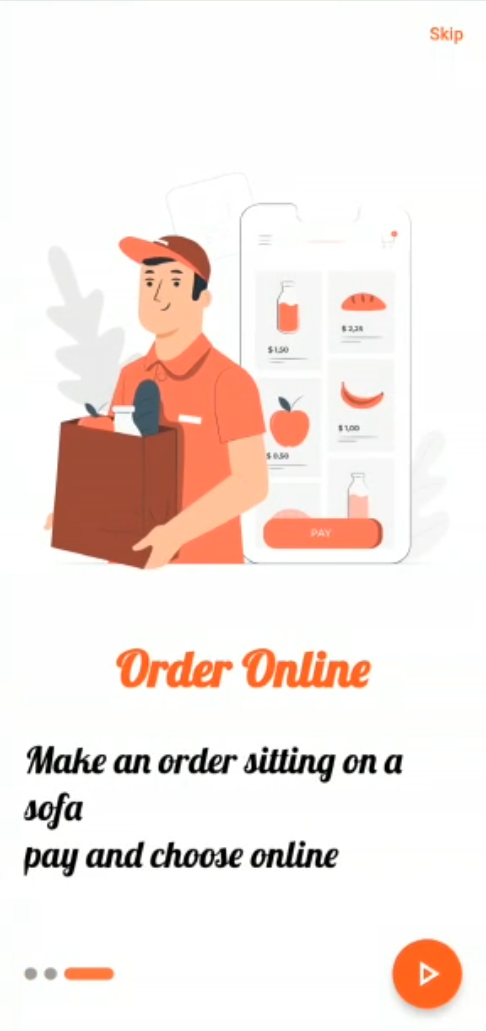 Skip
$ 1,50
$ 2,25
$ 0,50
$ 1,00
PAY
Order Online
Make an order sitting on a
sofa
pay and choose online